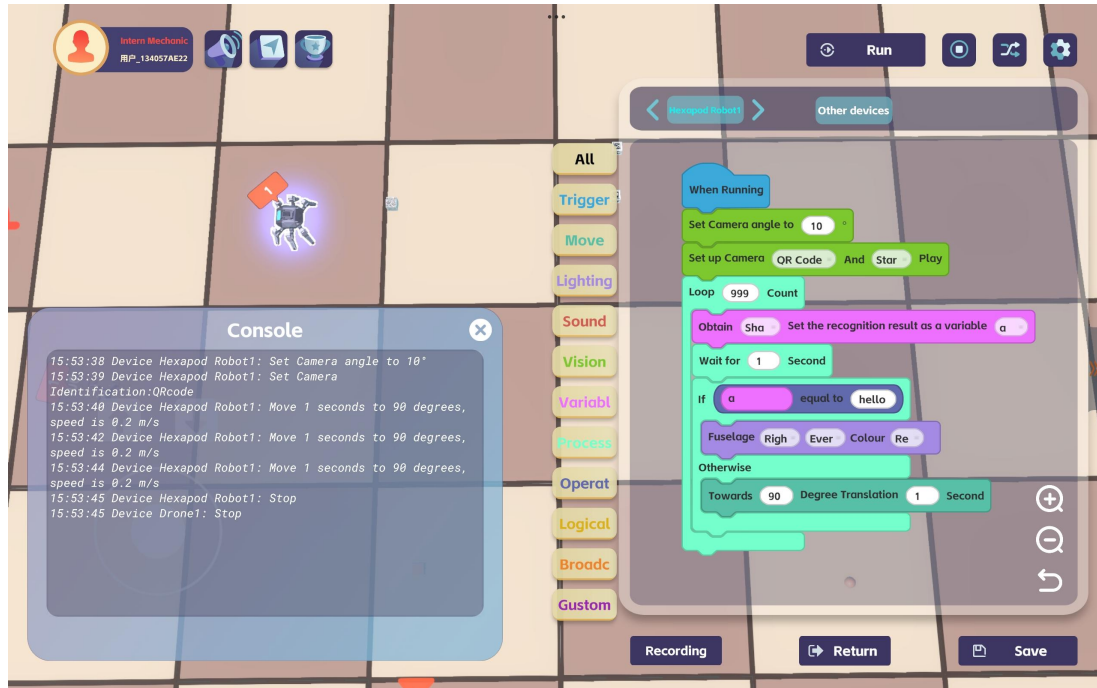 Intern Mechanic
用户_134057AE22
Run
Hexapod Robot1
Other devices
All
Trigger
Move
Lighting
Sound
Vision
Variabl
Process
Operat
Logical
Broadc
Gustom
When Running
Set Camera angle to 10 °
Set up Camera QR Code And Star Play
Loop 999 Count
Obtain Sha Set the recognition result as a variable a
Wait for 1 Second
If a equal to hello
Fuselage Righ Ever Colour Re
Otherwise
Towards 90 Degree Translation 1 Second
1
Console
15:53:38 Device Hexapod Robot1: Set Camera angle to 10°
15:53:39 Device Hexapod Robot1: Set Camera
Identification:QRcode
15:53:40 Device Hexapod Robot1: Move 1 seconds to 90 degrees,
speed is 0.2 m/s
15:53:42 Device Hexapod Robot1: Move 1 seconds to 90 degrees,
speed is 0.2 m/s
15:53:44 Device Hexapod Robot1: Move 1 seconds to 90 degrees,
speed is 0.2 m/s
15:53:45 Device Hexapod Robot1: Stop
15:53:45 Device Drone1: Stop
Recording
Return
Save